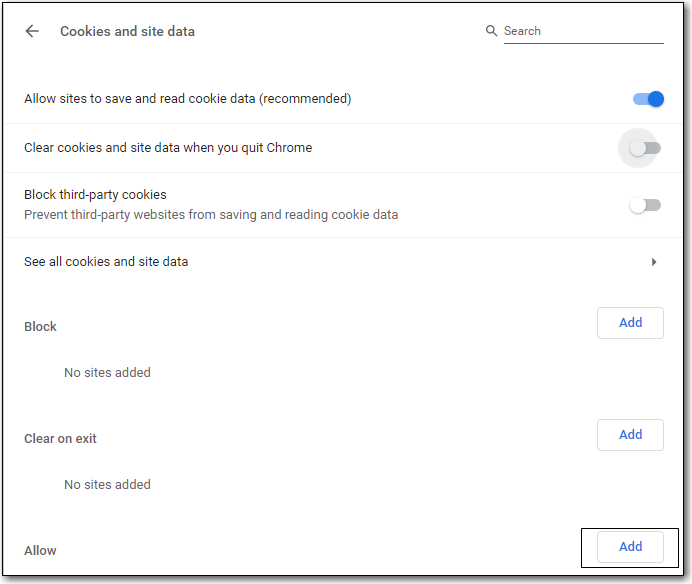 Cookies and site data
Search
Allow sites to save and read cookie data (recommended)
Clear cookies and site data when you quit Chrome
Block third-party cookies
Prevent third-party websites from saving and reading cookie data
See all cookies and site data
Block
Add
No sites added
Clear on exit
Add
No sites added
Allow
Add